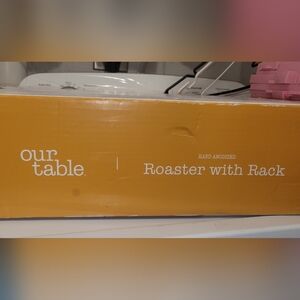 our
table.
HARD ANODIZED
Roaster with Rack